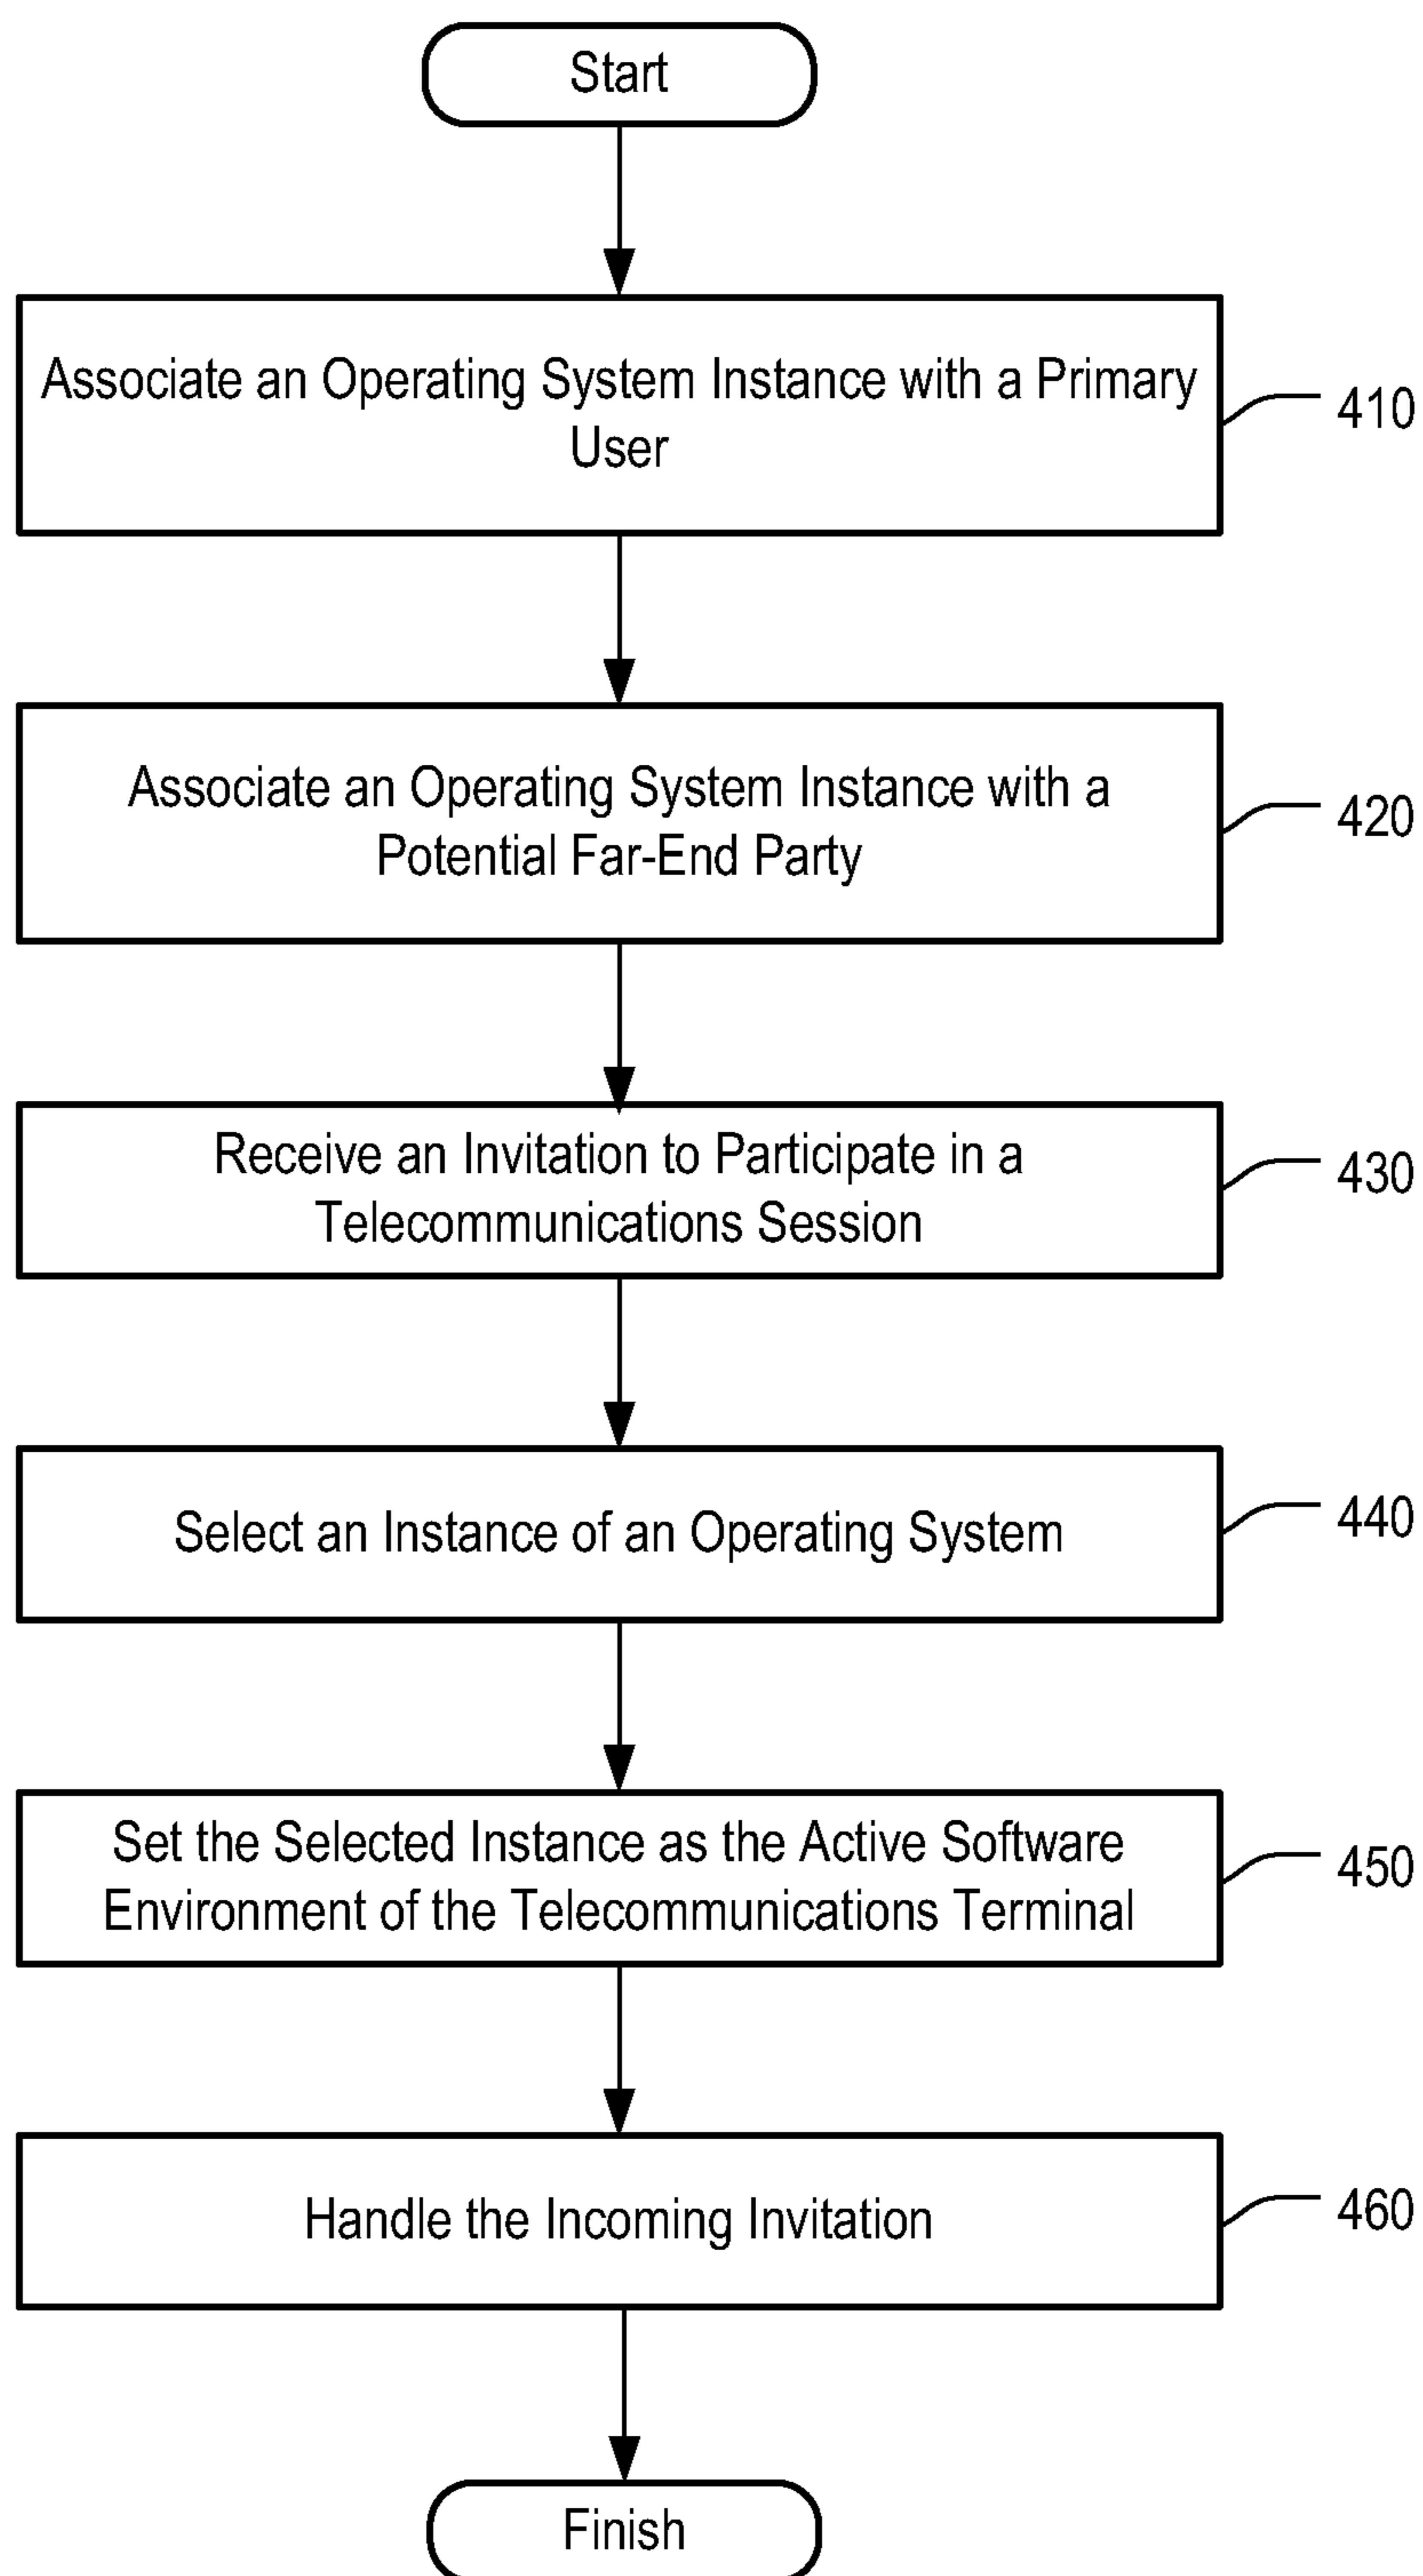 Start
Associate an Operating System Instance with a Primary
User
410
Associate an Operating System Instance with a
Potential Far-End Party
420
Receive an Invitation to Participate in a
Telecommunications Session
430
Select an Instance of an Operating System
440
Set the Selected Instance as the Active Software
Environment of the Telecommunications Terminal
450
Handle the Incoming Invitation
460
Finish